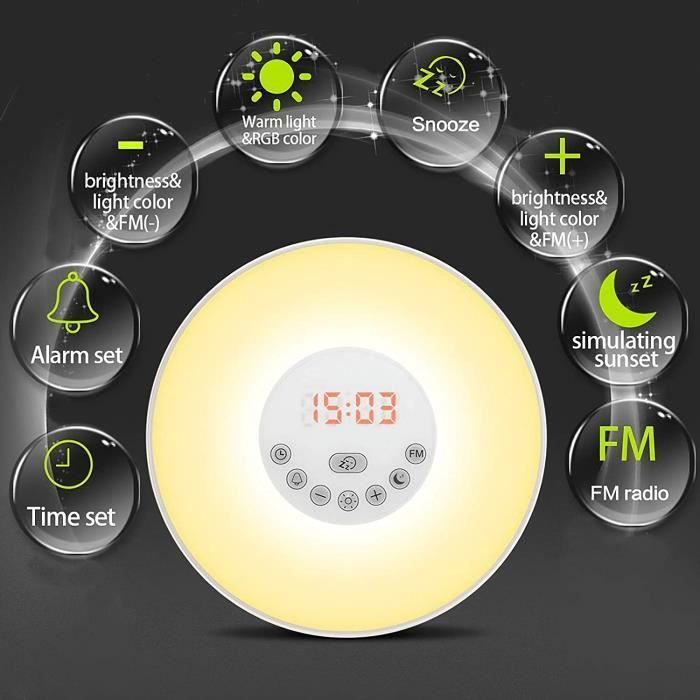 Warm light
&RGB color
Snooze
brightness&
light color
&FM(-)
brightness&
light color
&FM(+)
Alarm set
simulating
sunset
Time set
FM
FM radio
15:03
FM